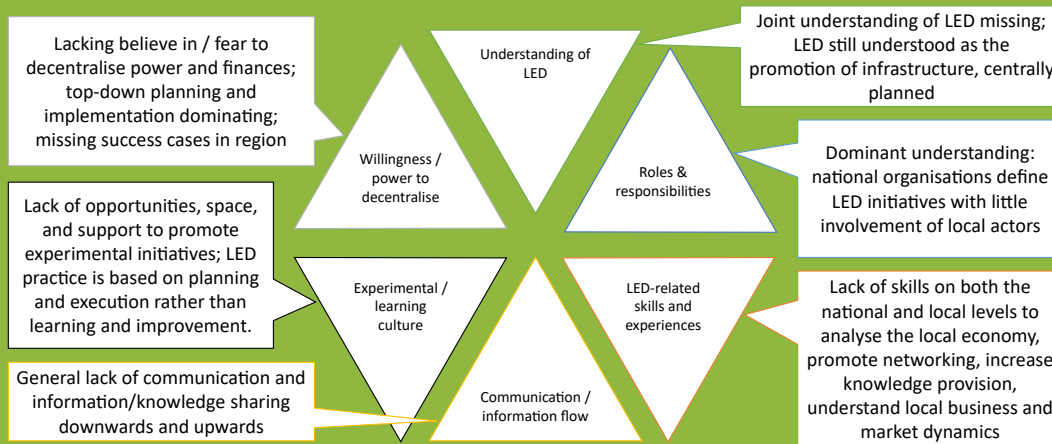 Lacking believe in / fear to
decentralise power and finances;
top-down planning and
implementation dominating;
missing success cases in region
Understanding of
LED
Joint understanding of LED missing;
LED still understood as the
promotion of infrastructure, centrally
planned
Willingness /
power to
decentralise
Roles &
responsibilities
Dominant understanding:
national organisations define
LED initiatives with little
involvement of local actors
Lack of opportunities, space,
and support to promote
experimental initiatives; LED
practice is based on planning
and execution rather than
learning and improvement.
Experimental /
learning
culture
LED-related
skills and
experiences
Lack of skills on both the
national and local levels to
analyse the local economy,
promote networking, increase
knowledge provision,
understand local business and
market dynamics
General lack of communication and
information/knowledge sharing
downwards and upwards
Communication /
information flow